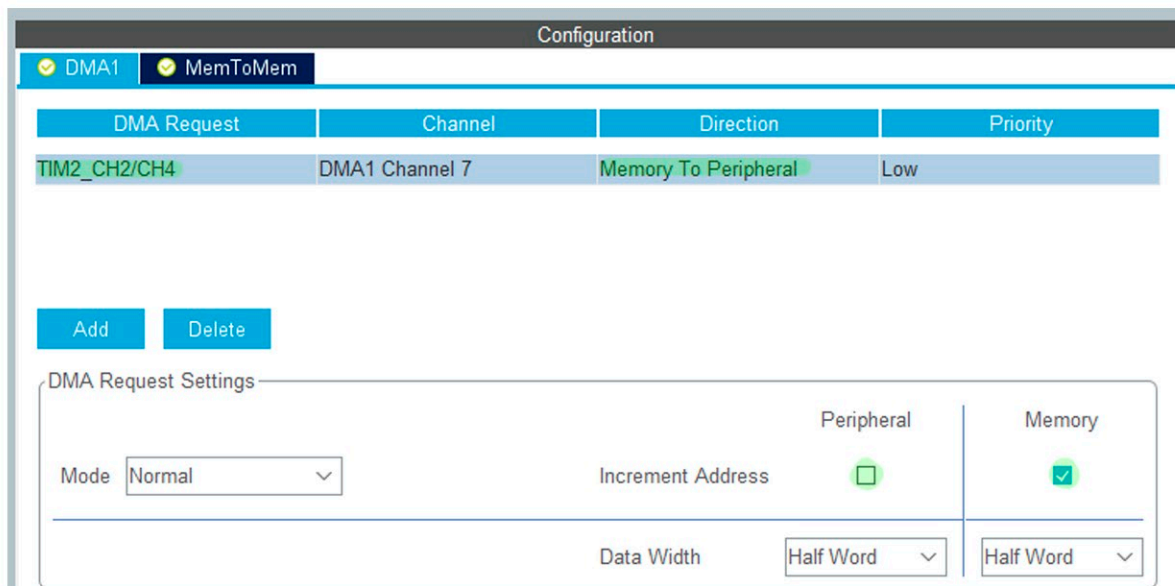 Configuration
DMA1 MemToMem
DMA Request Channel Direction Priority
TIM2_CH2/CH4 DMA1 Channel 7 Memory To Peripheral Low
Add Delete
DMA Request Settings
Peripheral Memory
Mode Normal Increment Address
Data Width Half Word Half Word